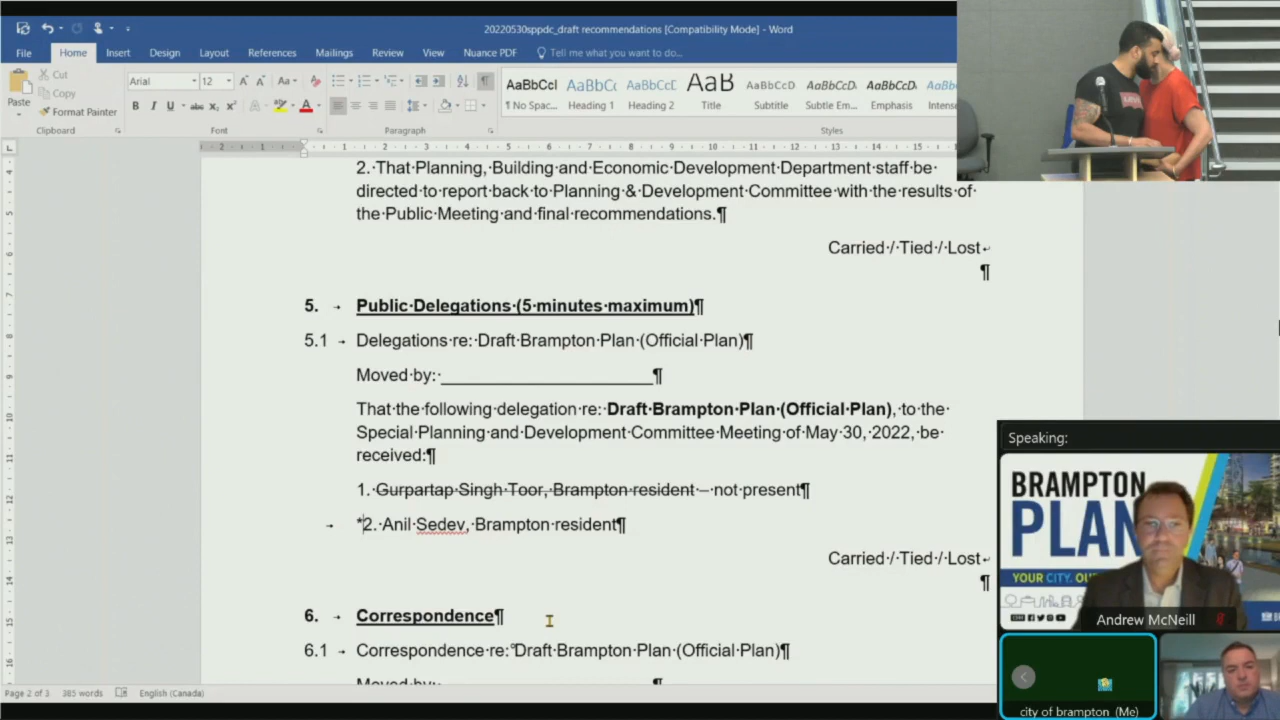 20220530sppdc_draft recommendations [Compatibility Mode] - Word
File Home Insert Design Layout References Mailings Review View Nuance PDF Tell me what you want to do...
Paste
Cut
Copy
Format Painter
Arial 12
B I U
AaBbCcI AaBbCc AaBbCcD AaB AaBbCcD AaBbCcD AaBbCcD
¶ No Spac... Heading 1 Heading 2 Title Subtitle Subtle Em... Emphasis
Clipboard Font Paragraph Styles
2. That Planning, Building and Economic Development Department staff be
directed to report back to Planning & Development Committee with the results of
the Public Meeting and final recommendations.¶
Carried / Tied / Lost
¶
5. Public Delegations (5 minutes maximum)¶
5.1 Delegations re: Draft Brampton Plan (Official Plan)¶
Moved by: ________________________¶
That the following delegation re: Draft Brampton Plan (Official Plan), to the
Special Planning and Development Committee Meeting of May 30, 2022, be
received:¶
1. Gurpartap Singh Toor, Brampton resident – not present¶
*2. Anil Sedev, Brampton resident¶
Carried / Tied / Lost
¶
6. Correspondence¶
6.1 Correspondence re: Draft Brampton Plan (Official Plan)¶
Page 2 of 3 385 words English (Canada)
Speaking:
BRAMPTON
PLAN
YOUR CITY.
Andrew McNeill
city of brampton (Me)